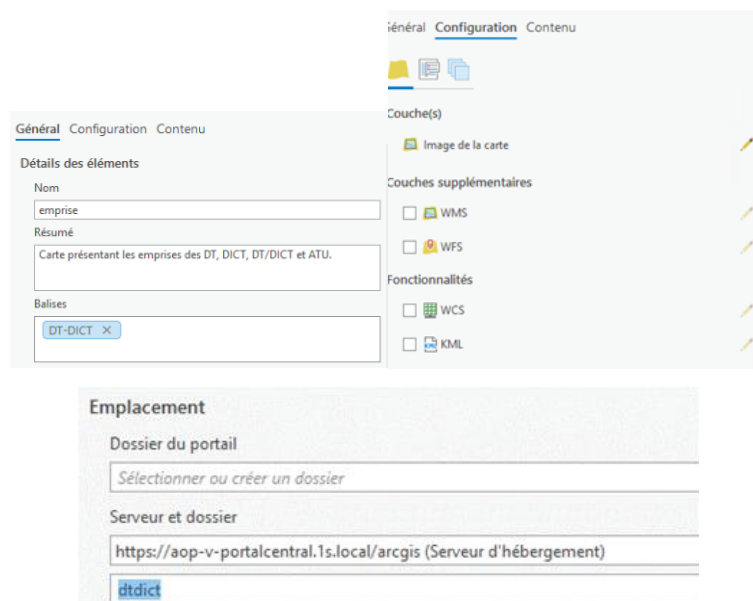 Général Configuration Contenu
Détails des éléments
Nom
emprise
Résumé
Carte présentant les emprises des DT, DICT, DT/DICT et ATU.
Balises
DT-DICT ×
Général Configuration Contenu
Couche(s)
Image de la carte
Couches supplémentaires
WMS
WFS
Fonctionnalités
WCS
KML
Emplacement
Dossier du portail
Sélectionner ou créer un dossier
Serveur et dossier
https://aop-v-portalcentral.1s.local/arcgis (Serveur d'hébergement)
dtdict